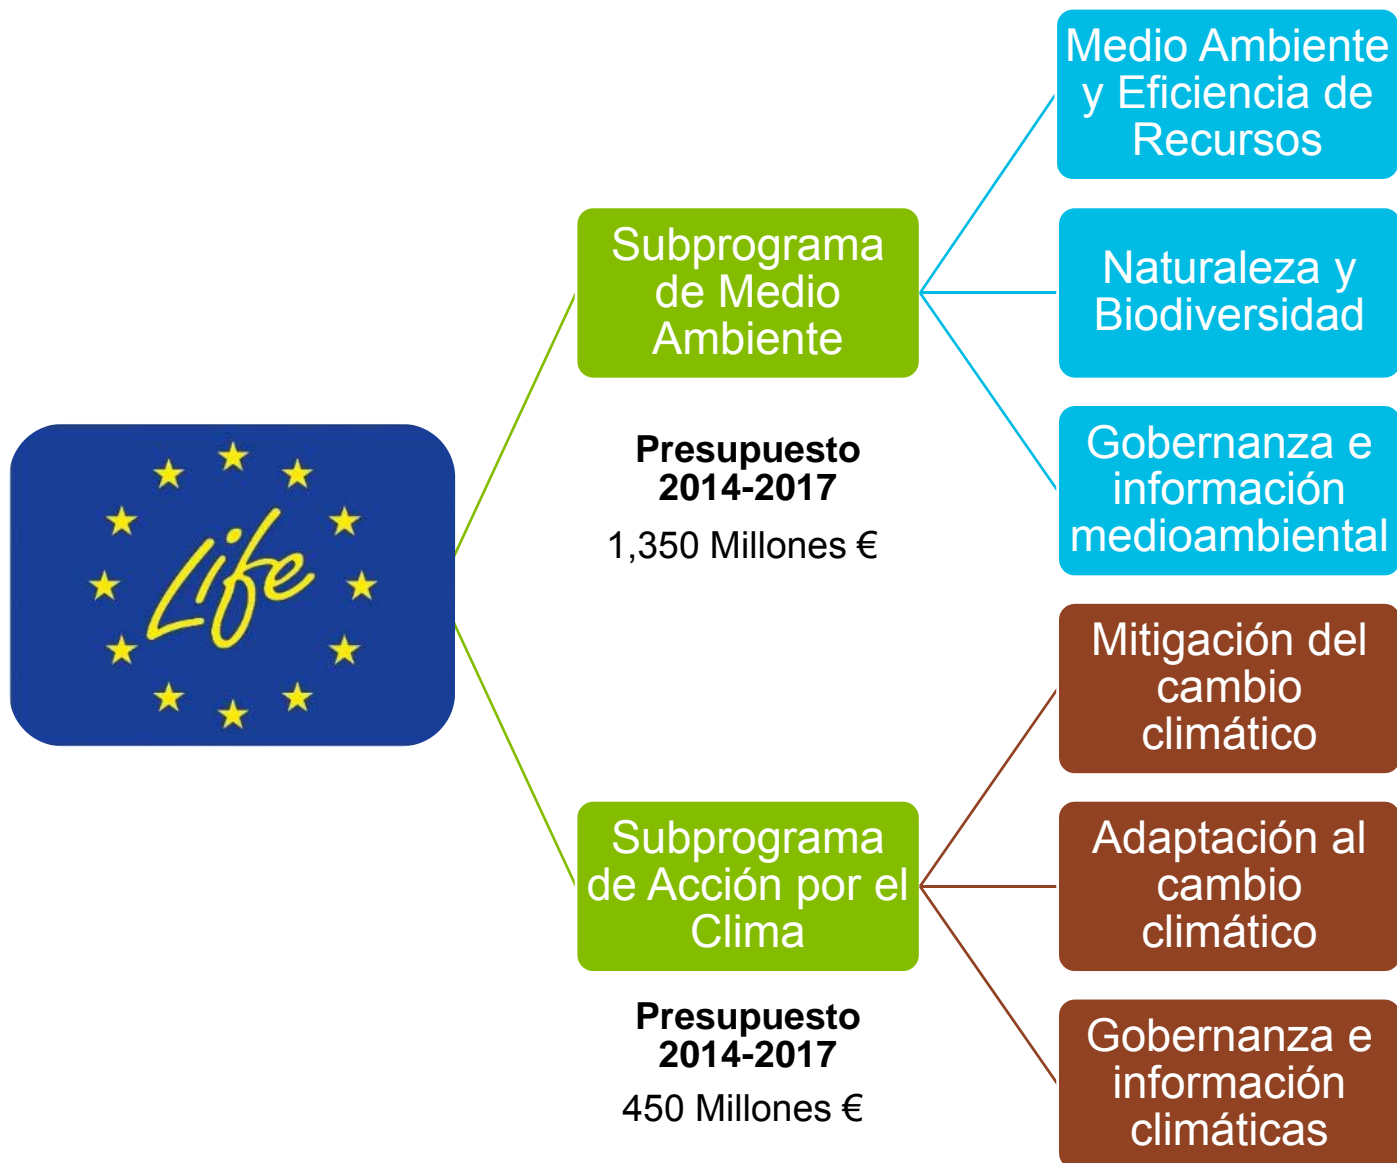 Life
Subprograma
de Medio
Ambiente
Presupuesto
2014-2017
1,350 Millones €
Medio Ambiente
y Eficiencia de
Recursos
Naturaleza y
Biodiversidad
Gobernanza e
información
medioambiental
Subprograma
de Acción por el
Clima
Presupuesto
2014-2017
450 Millones €
Mitigación del
cambio
climático
Adaptación al
cambio
climático
Gobernanza e
información
climáticas